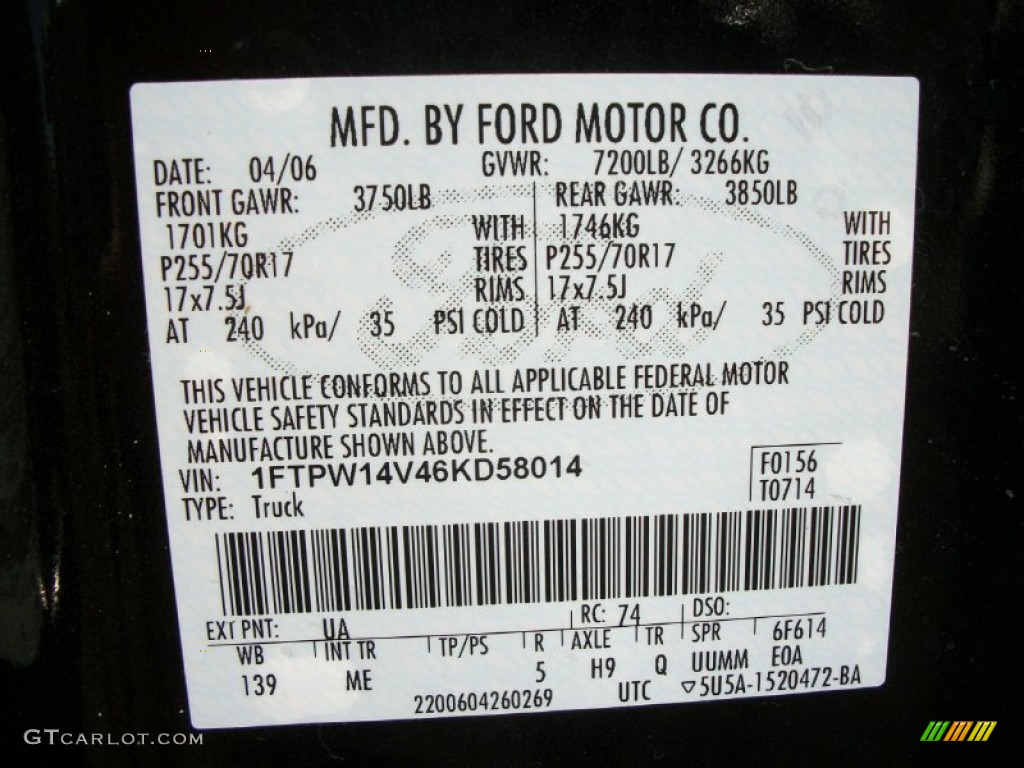 MFD. BY FORD MOTOR CO.
DATE: 04/06 GVWR: 7200LB/ 3266KG
FRONT GAWR: 3750LB REAR GAWR: 3850LB
1701KG WITH 1746KG WITH
P255/70R17 TIRES P255/70R17 TIRES
17x7.5J RIMS 17x7.5J RIMS
AT 240 kPa/ 35 PSI COLD AT 240 kPa/ 35 PSI COLD
THIS VEHICLE CONFORMS TO ALL APPLICABLE FEDERAL MOTOR
VEHICLE SAFETY STANDARDS IN EFFECT ON THE DATE OF
MANUFACTURE SHOWN ABOVE.
VIN: 1FTPW14V46KD58014 F0156
TYPE: Truck T0714
EXT PNT: UA RC: 74 DSO:
WB INT TR TP/PS R AXLE TR SPR 6F614
139 ME 5 H9 Q UUMM E0A
2200604260269 UTC ▽5U5A-1520472-BA
Ford
GTCARLOT.COM